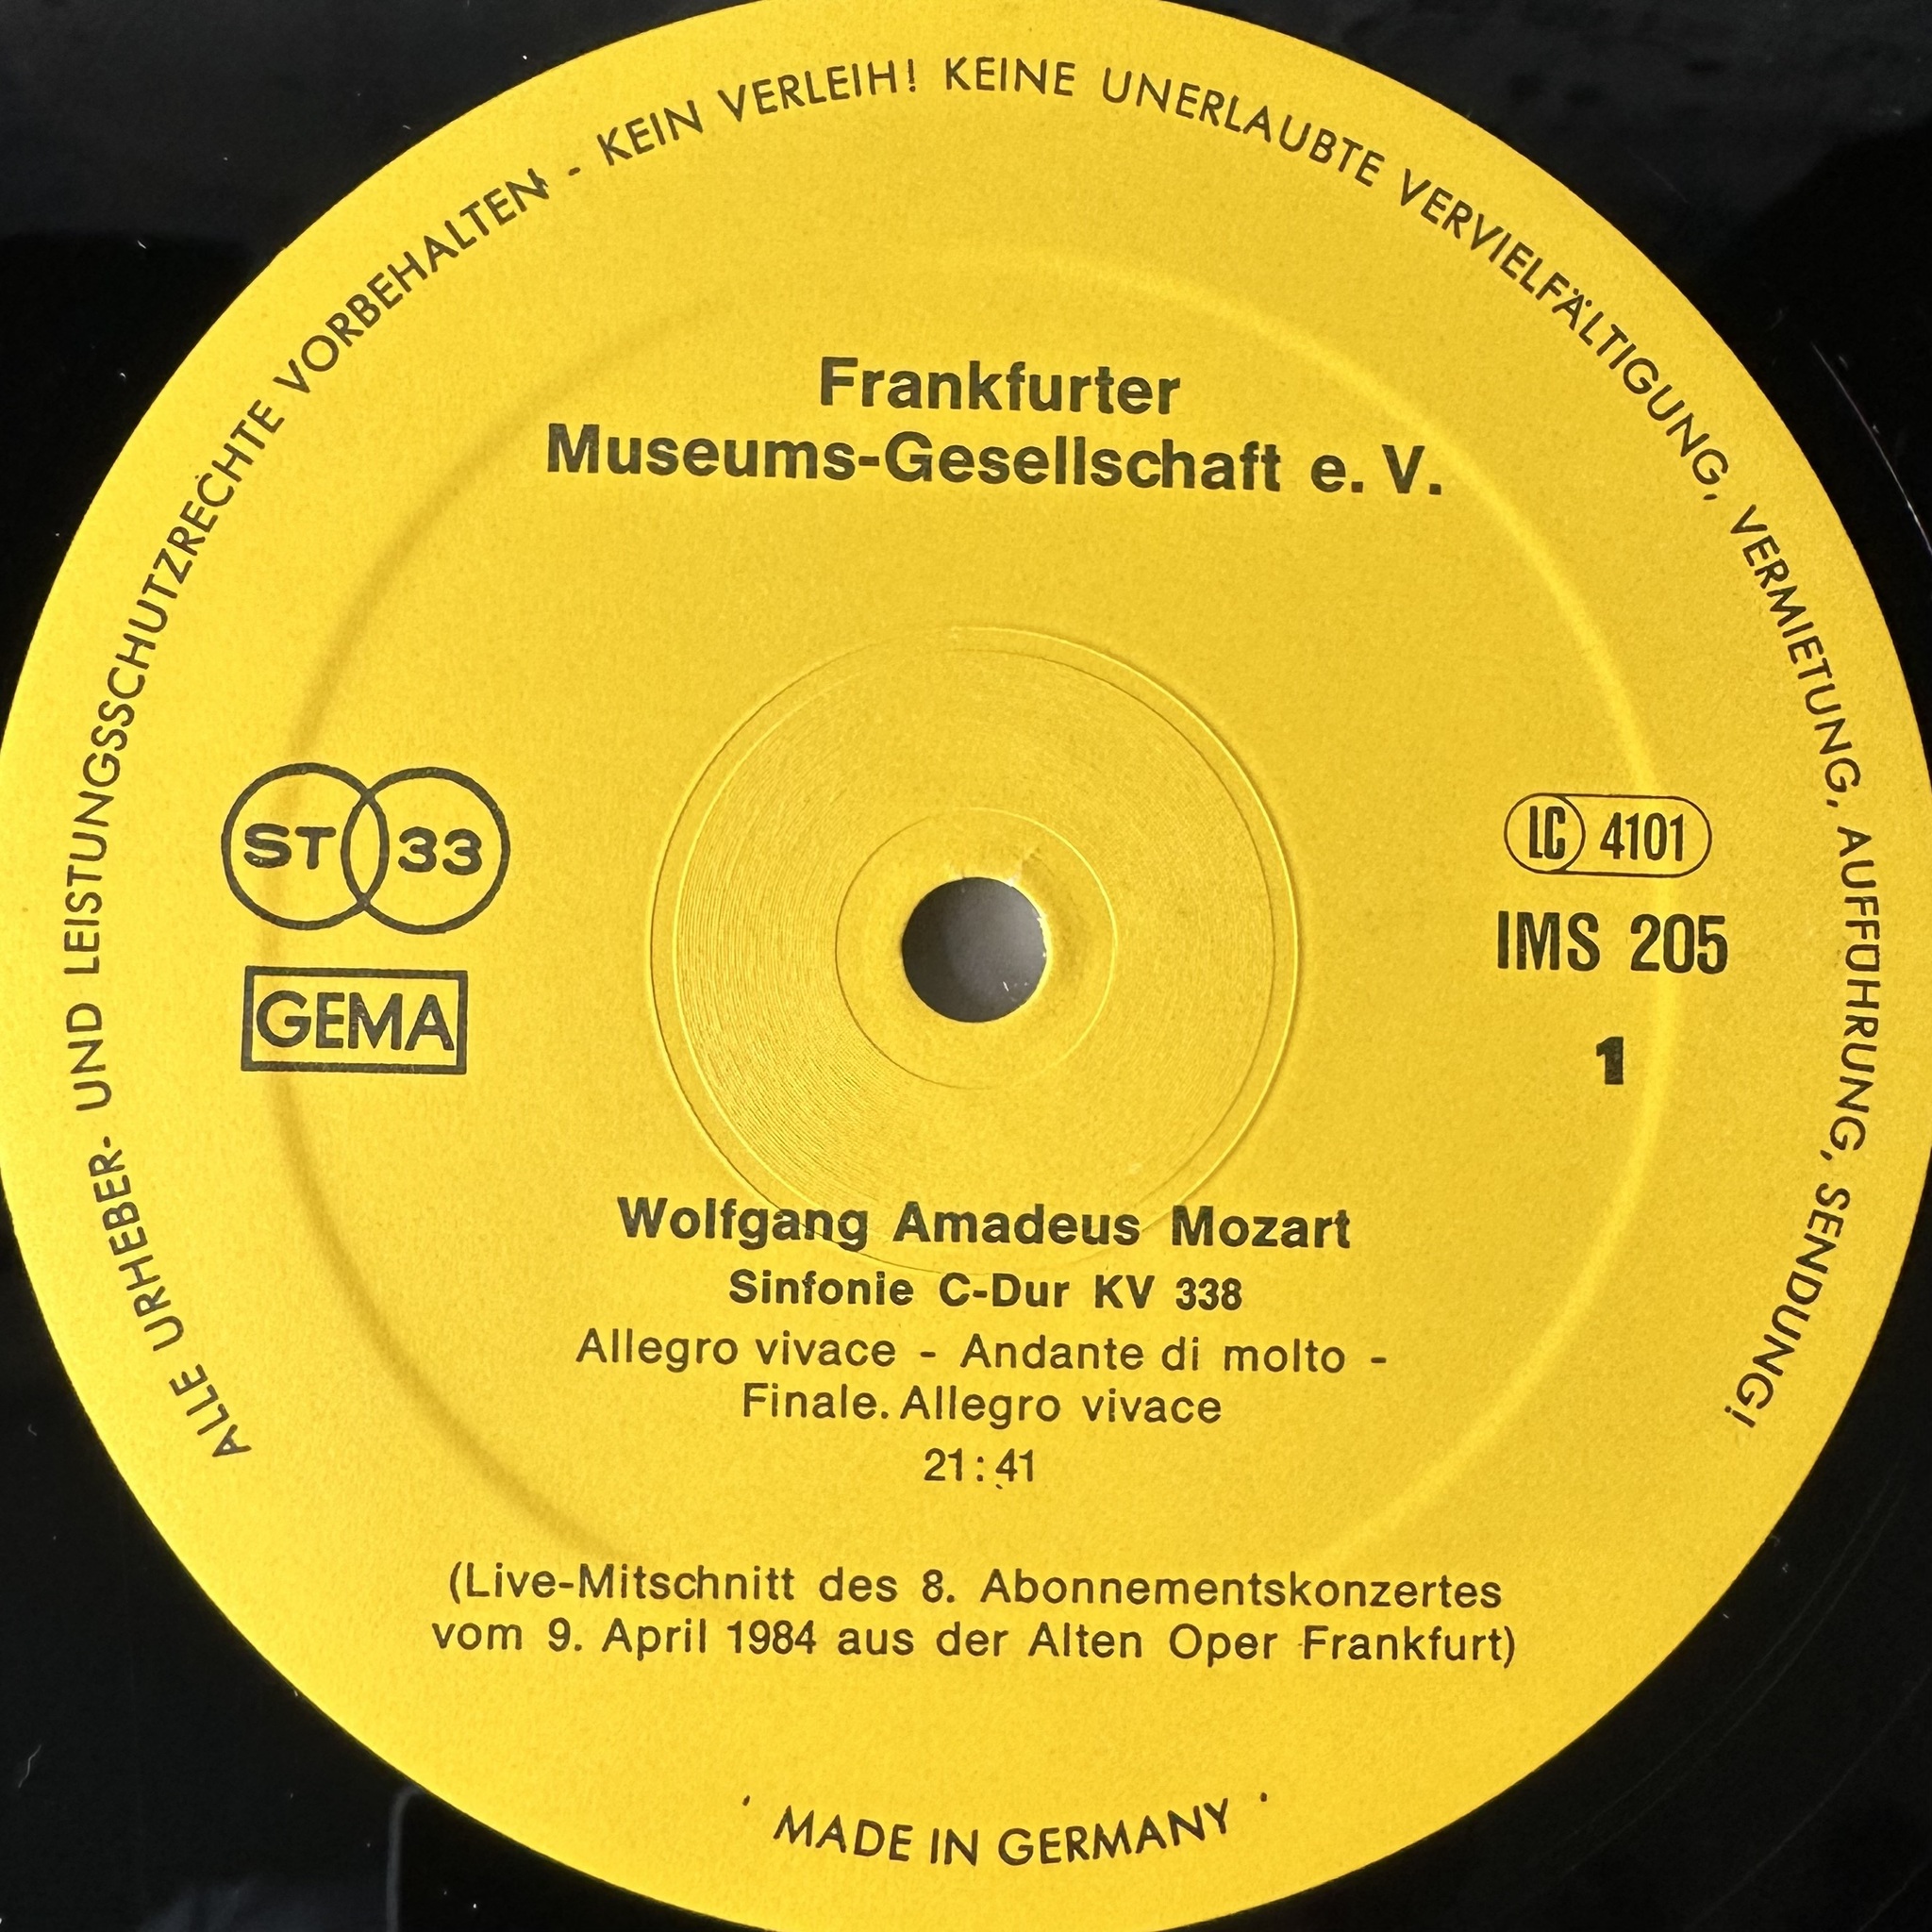 ALLE URHEBER- UND LEISTUNGSSCHUTZRECHTE VORBEHALTEN - KEIN VERLEIH! KEINE UNERLAUBTE VERVIELFÄLTIGUNG, VERMIETUNG, AUFFÜHRUNG, SENDUNG!
Frankfurter
Museums-Gesellschaft e. V.
ST 33
GEMA
LC 4101
IMS 205
1
Wolfgang Amadeus Mozart
Sinfonie C-Dur KV 338
Allegro vivace - Andante di molto -
Finale. Allegro vivace
21:41
(Live-Mitschnitt des 8. Abonnementskonzertes
vom 9. April 1984 aus der Alten Oper Frankfurt)
MADE IN GERMANY